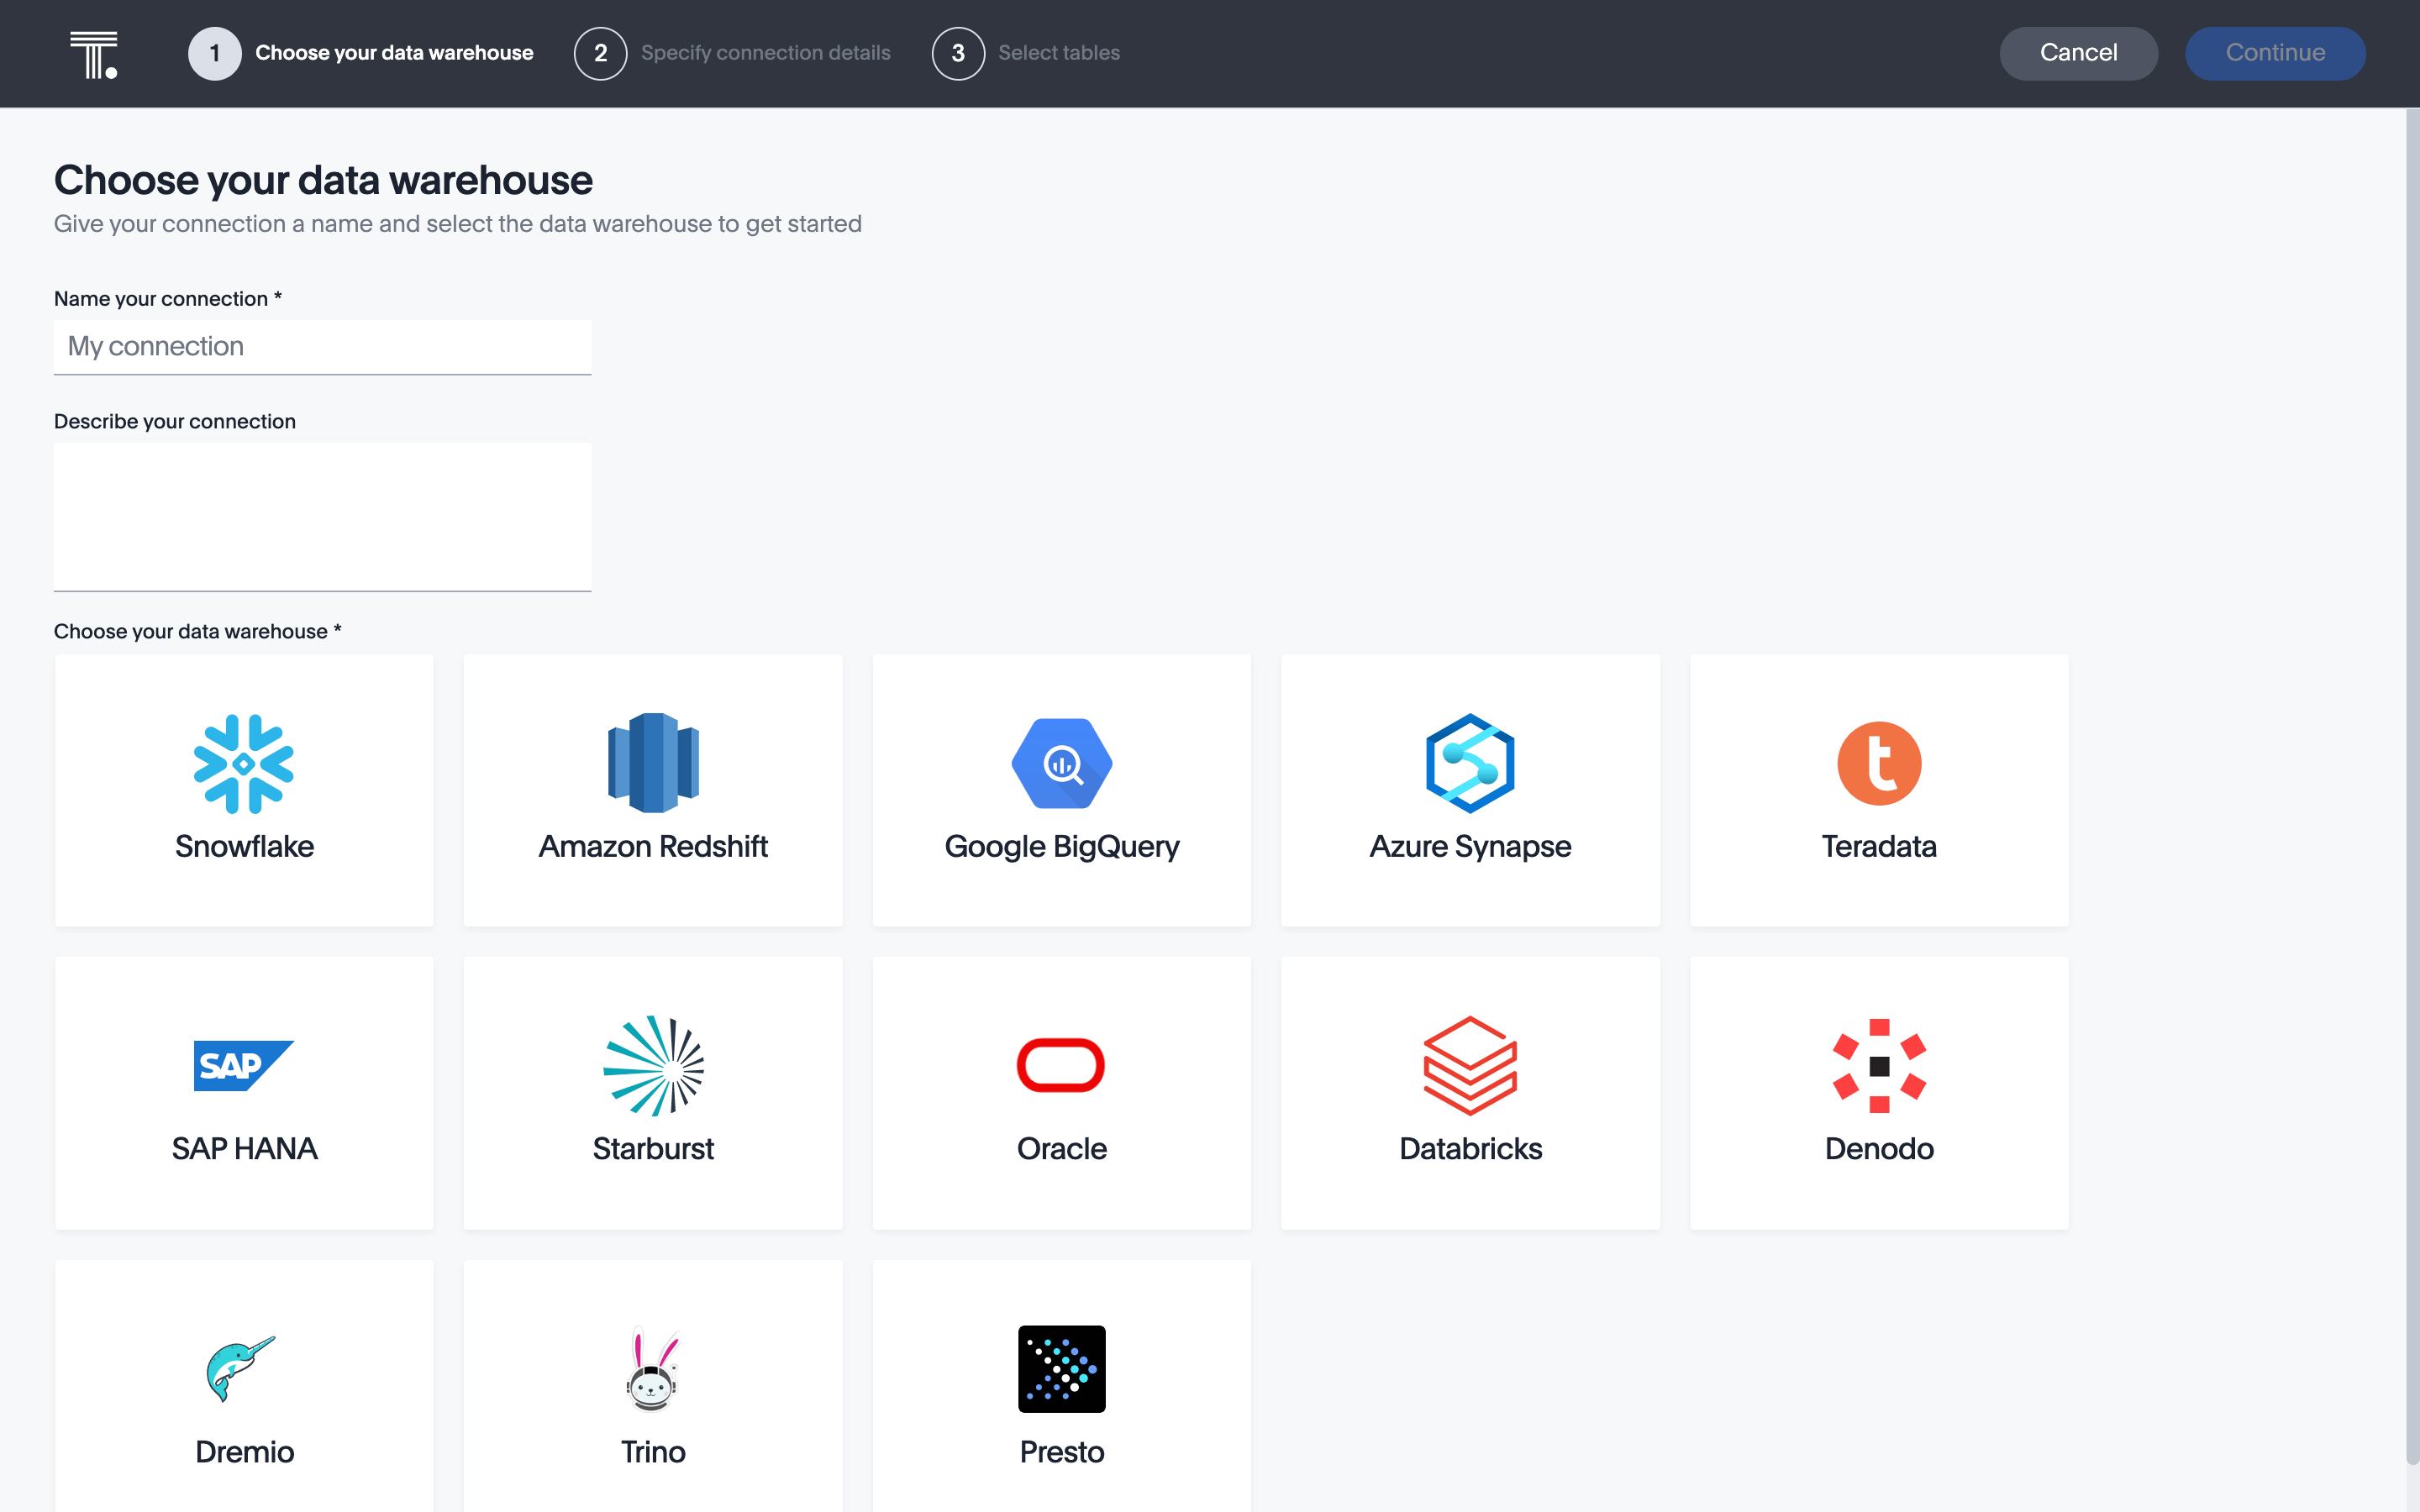 T.
1 Choose your data warehouse 2 Specify connection details 3 Select tables Cancel Continue
Choose your data warehouse
Give your connection a name and select the data warehouse to get started
Name your connection *
My connection
Describe your connection
Choose your data warehouse *
Snowflake Amazon Redshift Google BigQuery Azure Synapse t Teradata
SAP
SAP HANA Starburst Oracle Databricks Denodo
Dremio Trino Presto